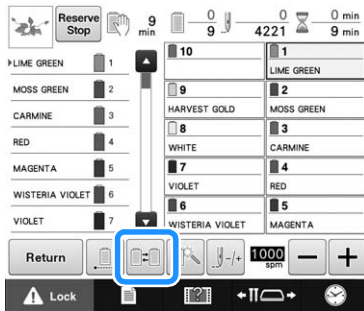 Reserve Stop
9 min
0
9
0
4221
0 min
9 min
LIME GREEN 1
MOSS GREEN 2
CARMINE 3
RED 4
MAGENTA 5
WISTERIA VIOLET 6
VIOLET 7
10
1
LIME GREEN
9
HARVEST GOLD
2
MOSS GREEN
8
WHITE
3
CARMINE
7
VIOLET
4
RED
6
WISTERIA VIOLET
5
MAGENTA
Return
-/+
1000 spm
− +
Lock
?